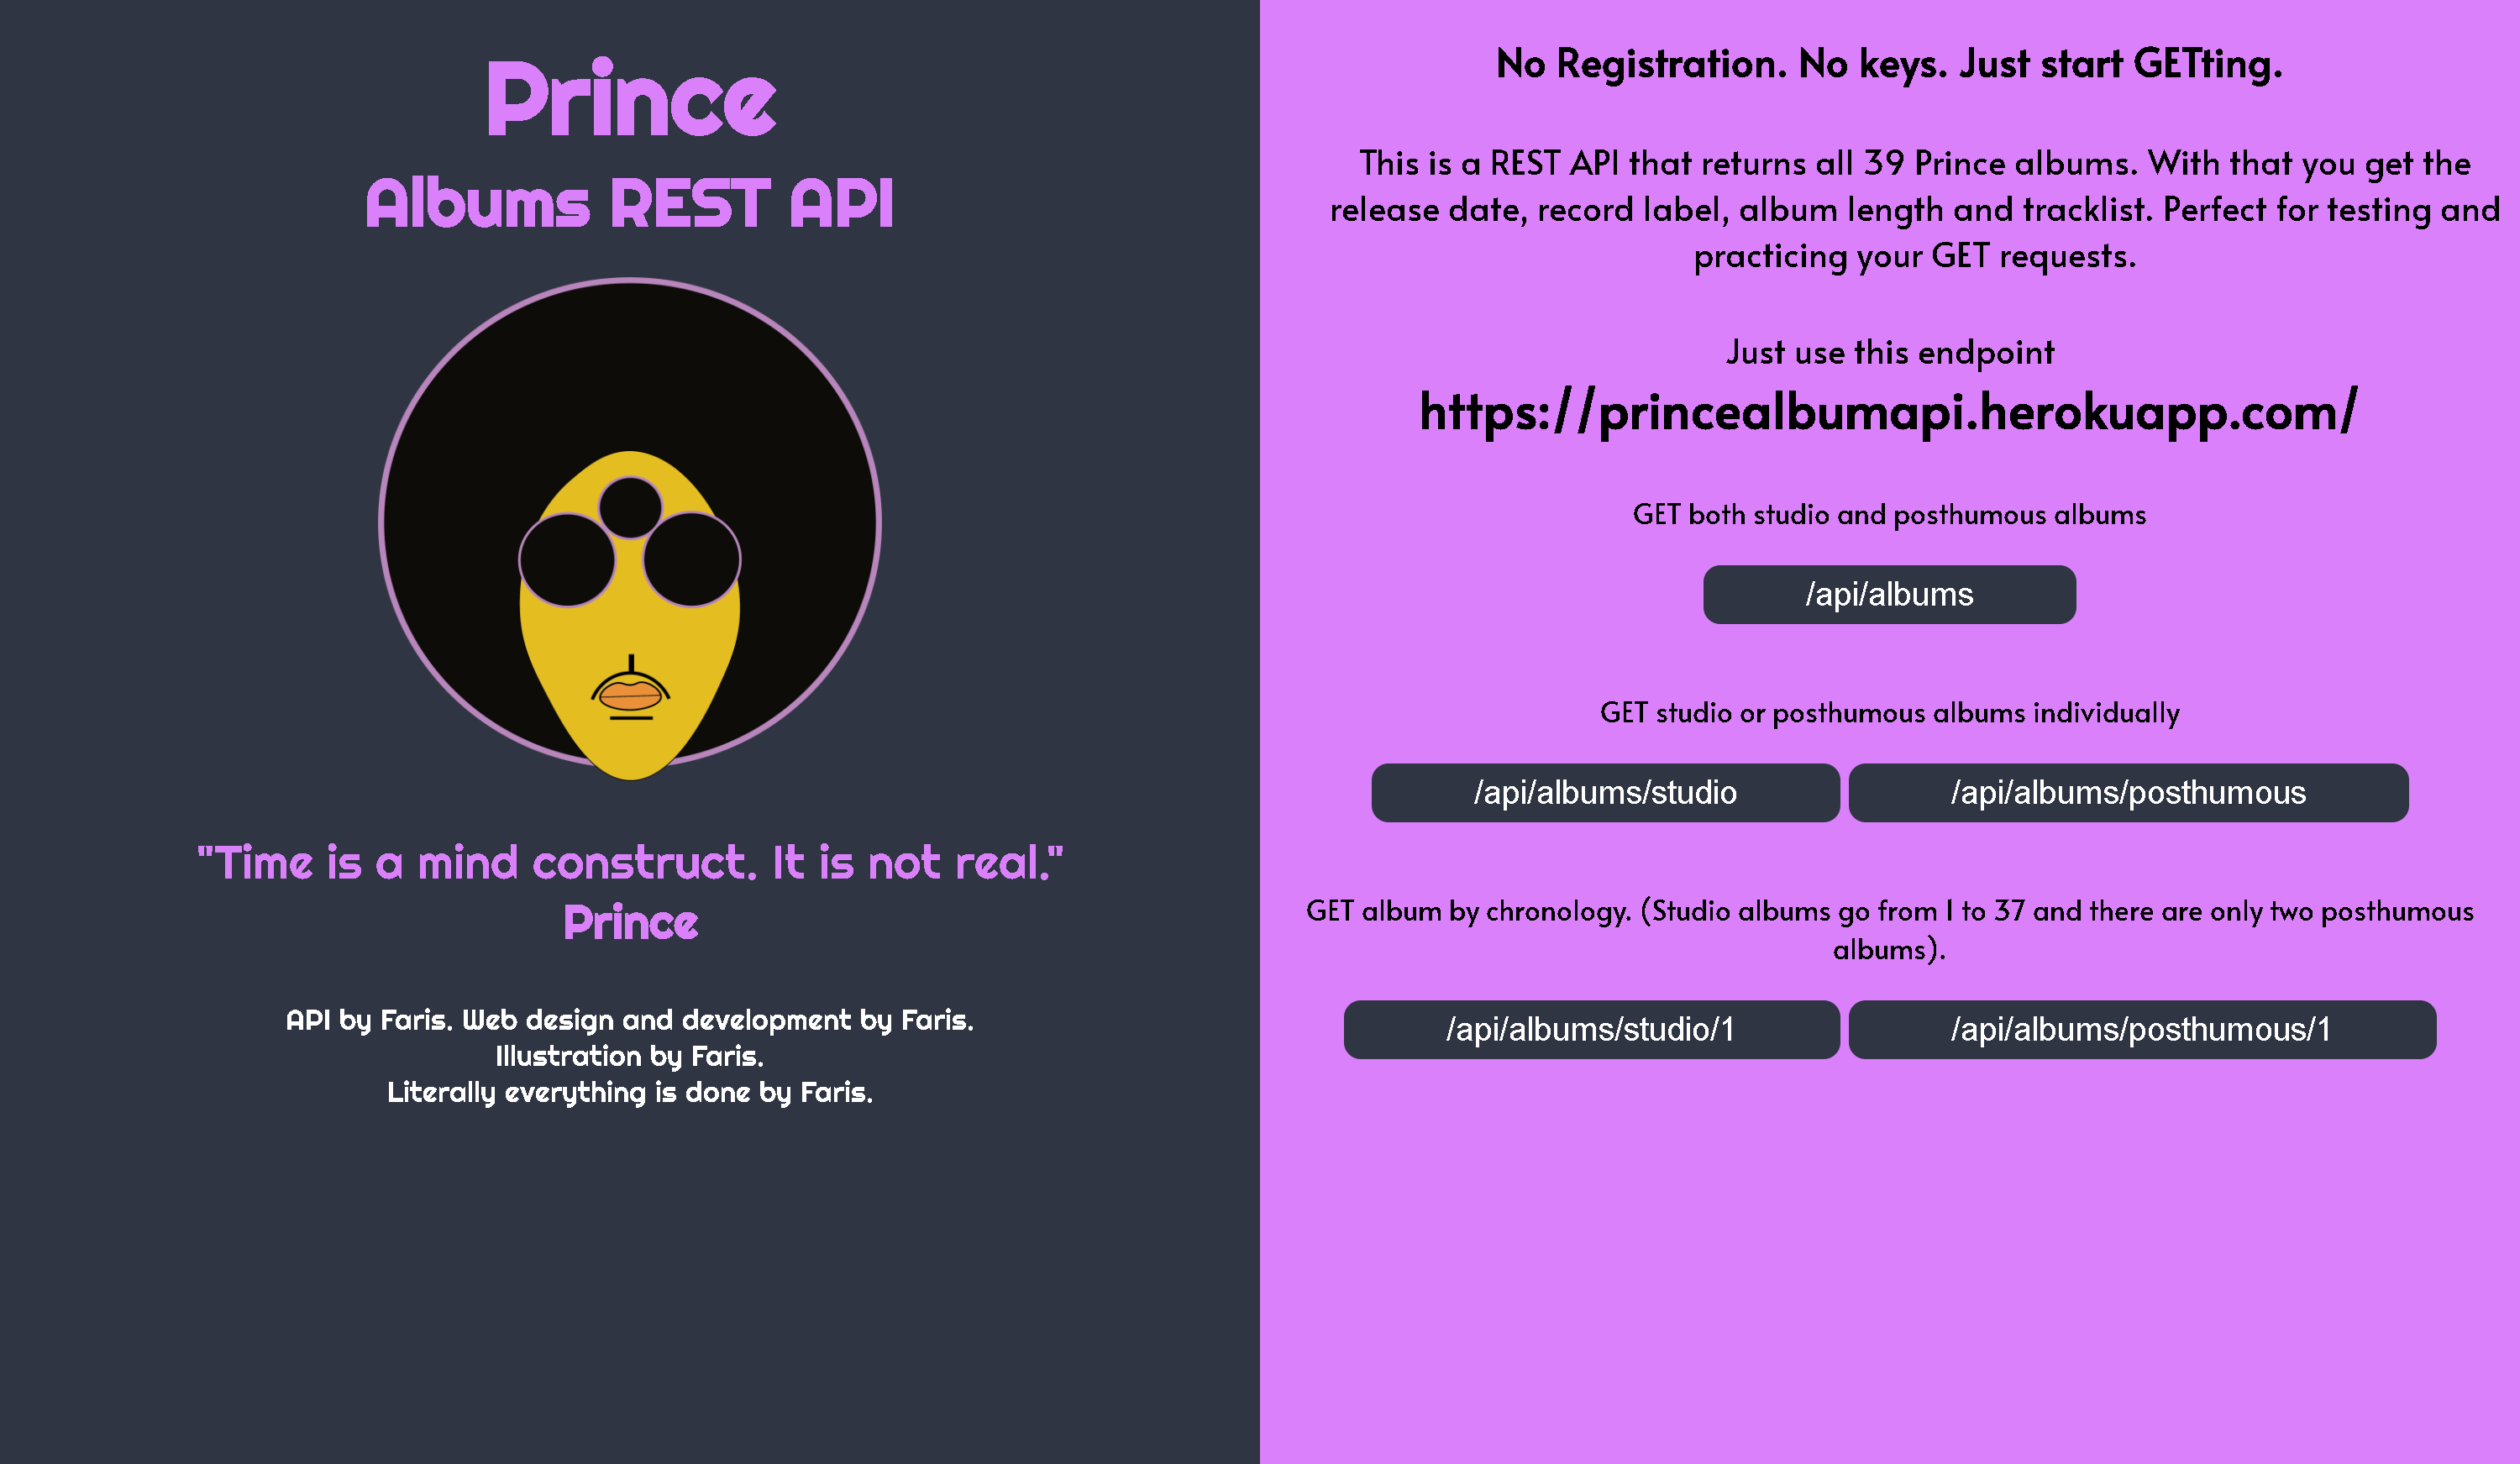 Prince
Albums REST API
"Time is a mind construct. It is not real."
Prince
API by Faris. Web design and development by Faris.
Illustration by Faris.
Literally everything is done by Faris.
No Registration. No keys. Just start GETting.
This is a REST API that returns all 39 Prince albums. With that you get the
release date, record label, album length and tracklist. Perfect for testing and
practicing your GET requests.
Just use this endpoint
https://princealbumapi.herokuapp.com/
GET both studio and posthumous albums
/api/albums
GET studio or posthumous albums individually
/api/albums/studio
/api/albums/posthumous
GET album by chronology. (Studio albums go from 1 to 37 and there are only two posthumous
albums).
/api/albums/studio/1
/api/albums/posthumous/1